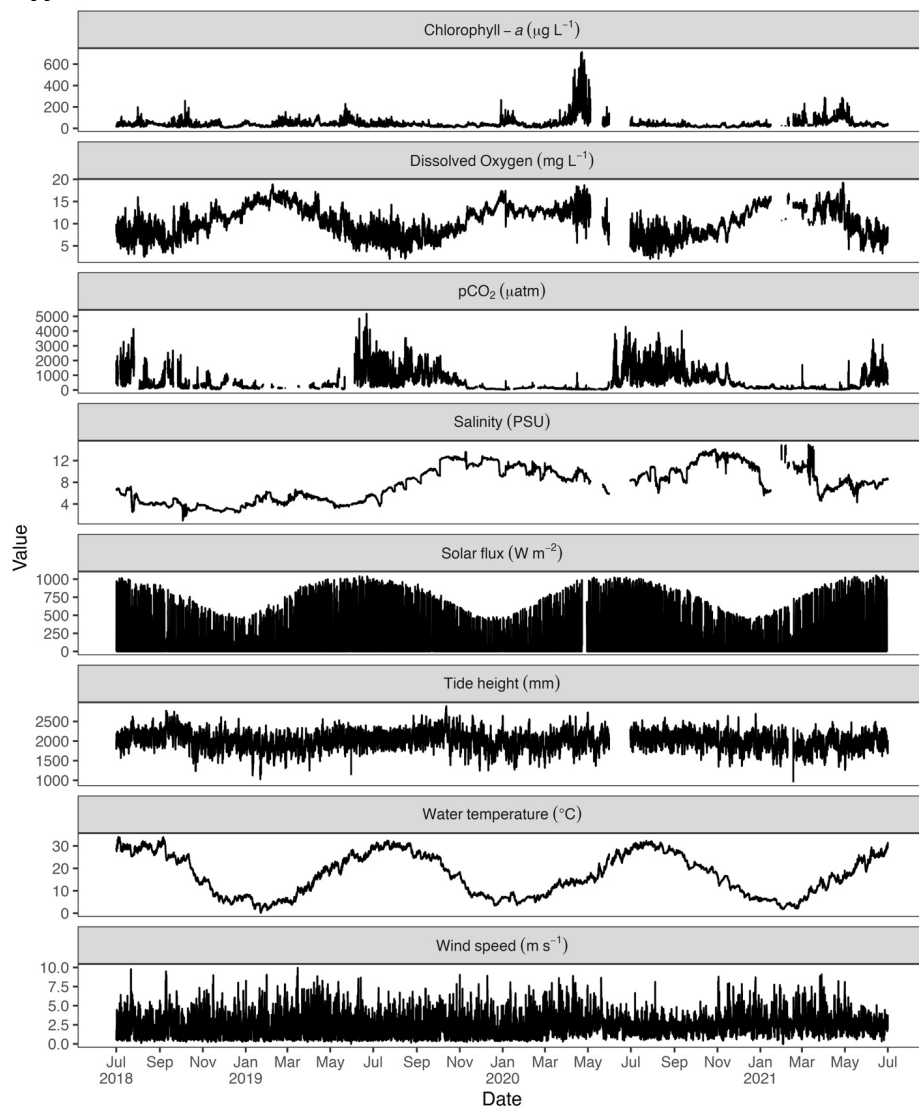 Chlorophyll – a (μg L⁻¹)
600
400
200
0
Dissolved Oxygen (mg L⁻¹)
20
15
10
5
pCO₂ (μatm)
5000
4000
3000
2000
1000
0
Salinity (PSU)
12
8
4
Value
Solar flux (W m⁻²)
1000
750
500
250
0
Tide height (mm)
2500
2000
1500
1000
Water temperature (°C)
30
20
10
0
Wind speed (m s⁻¹)
10.0
7.5
5.0
2.5
0.0
Jul Sep Nov Jan Mar May Jul Sep Nov Jan Mar May Jul Sep Nov Jan Mar May Jul
2018 2019 2020 2021
Date